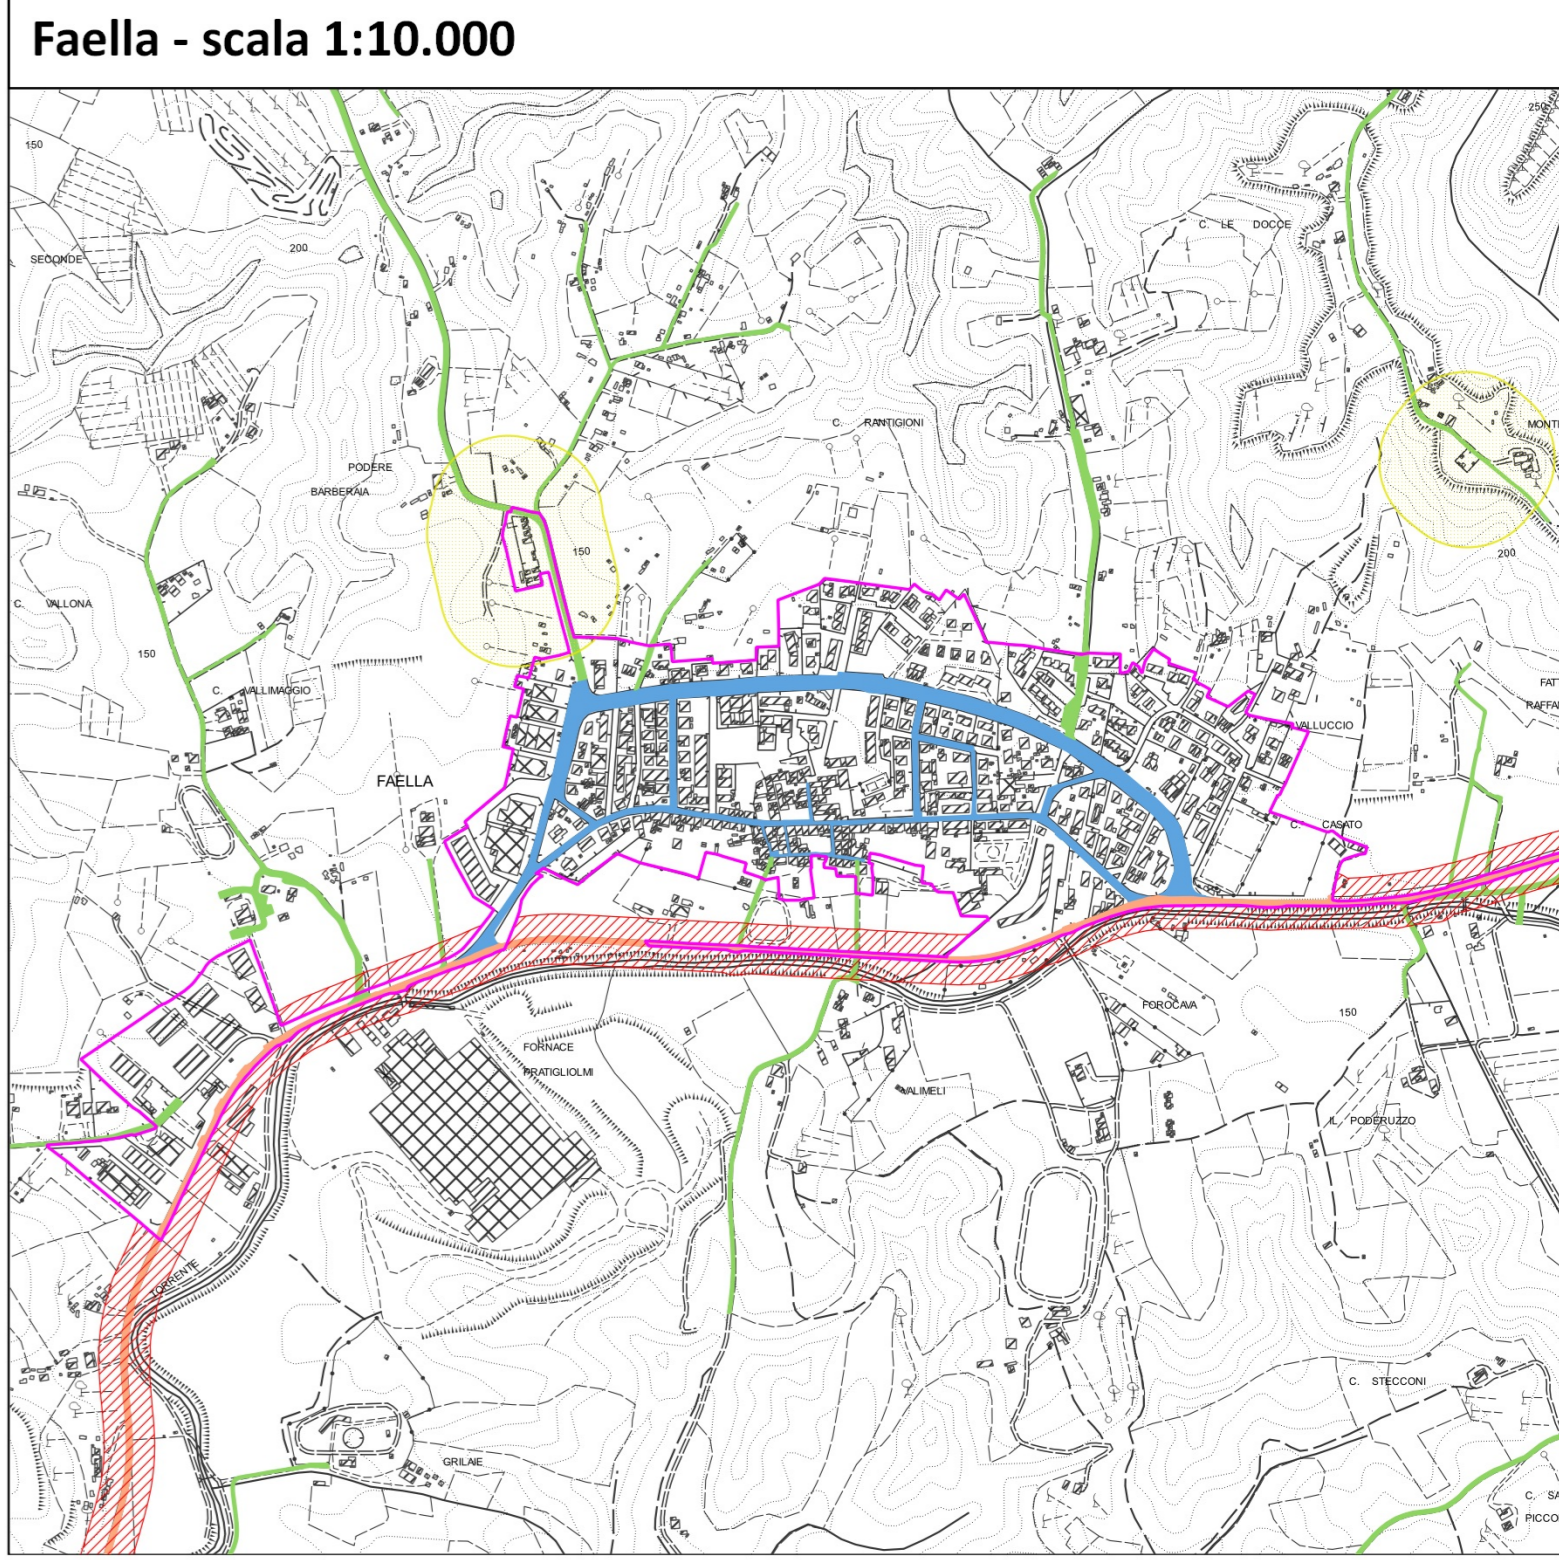 Faella - scala 1:10.000
150
250
SECONDE
200
C. LE DOCCE
C. RANTIGIONI
PODERE
BARBERAIA
150
200
C. VALLONA
150
C. VALLIMAGGIO
VALLUCCIO
FAELLA
C. CASATO
FORNACE
PRATIGLIOLMI
FOROCAVA
150
VALIMELI
IL PODERUZZO
TORRENTE
C. STECCONI
GRILAIE